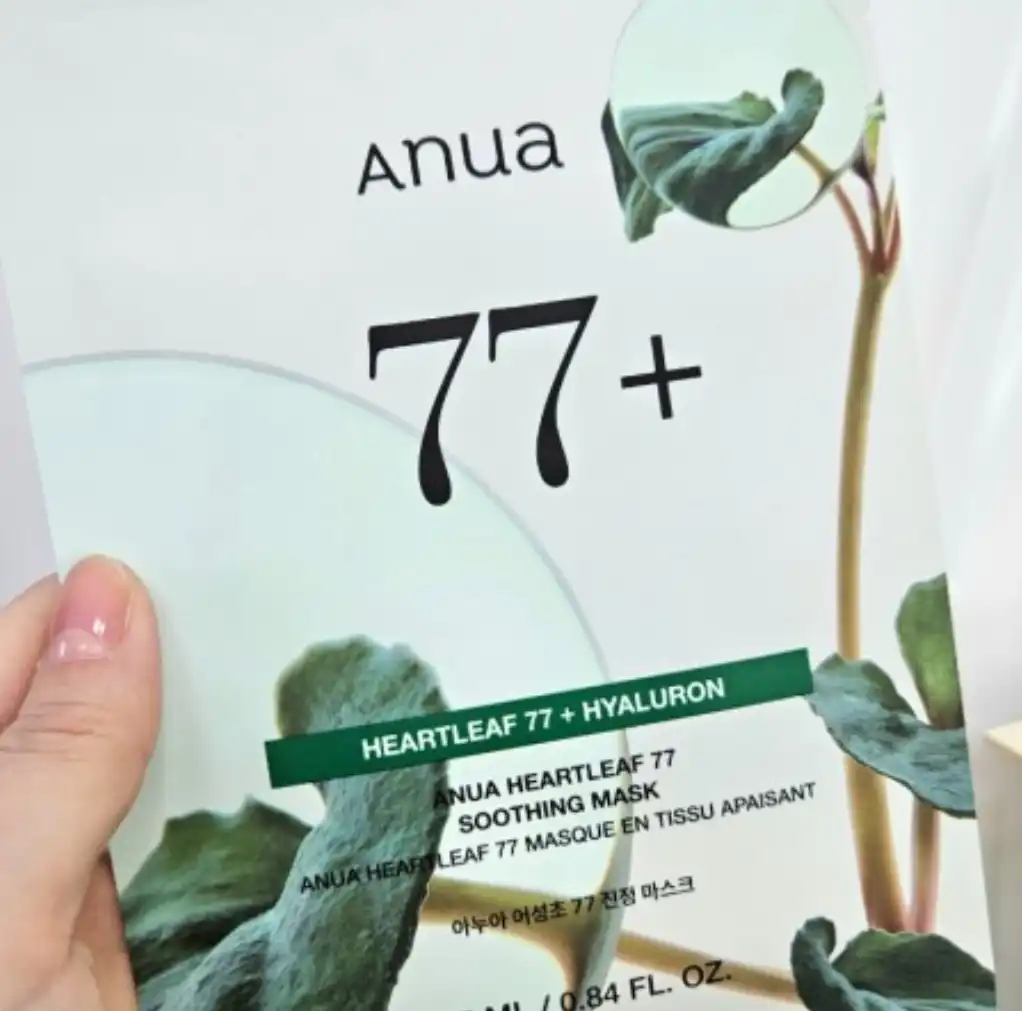 Anua
77+
HEARTLEAF 77 + HYALURON
ANUA HEARTLEAF 77
SOOTHING MASK
ANUA HEARTLEAF 77 MASQUE EN TISSU APAISANT
아누아 어성초 77 진정 마스크
ML / 0.84 FL. OZ.